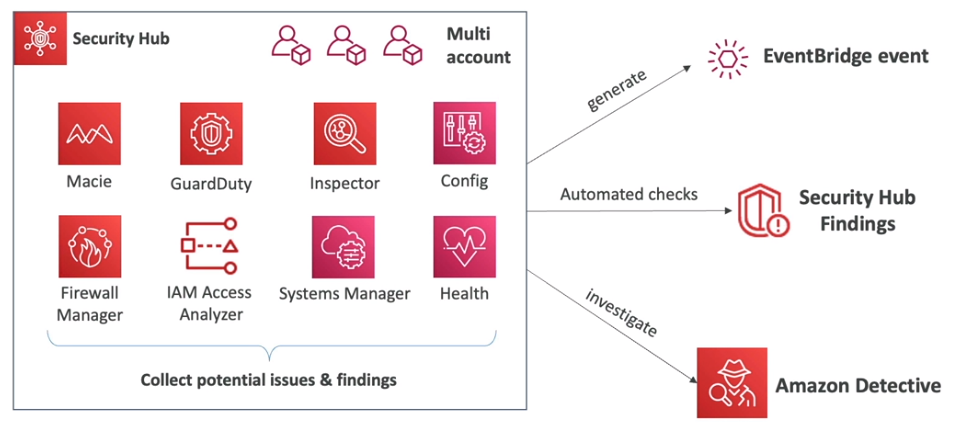 Security Hub
Multi
account
EventBridge event
generate
Macie
GuardDuty
Inspector
Config
Automated checks
Security Hub
Findings
Firewall
Manager
IAM Access
Analyzer
Systems Manager
Health
investigate
Collect potential issues & findings
Amazon Detective